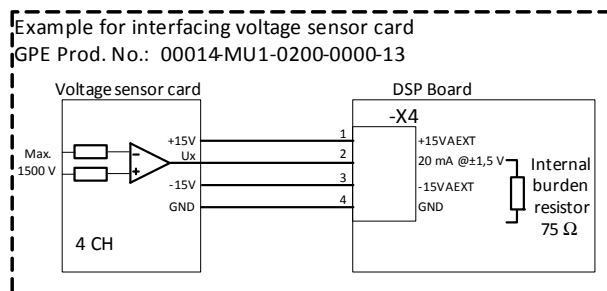 Example for interfacing voltage sensor card
GPE Prod. No.: 00014-MU1-0200-0000-13
Voltage sensor card
DSP Board
-X4
+15V
1
+15VAEXT
Max.
1500 V
Ux
2
20 mA @±1,5 V
-15V
3
-15VAEXT
GND
4
GND
Internal
burden
resistor
75 Ω
4 CH